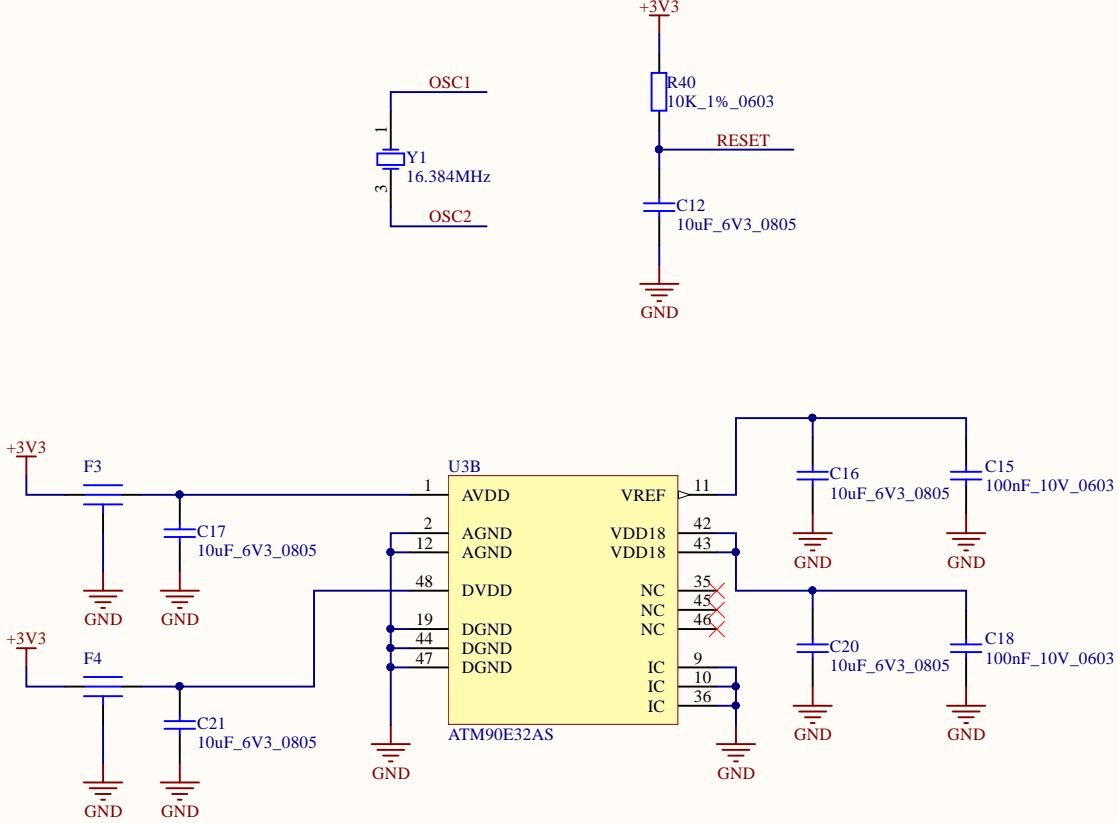 +3V3
R40
10K_1%_0603
RESET
C12
10uF_6V3_0805
GND
OSC1
1
Y1
16.384MHz
3
OSC2
+3V3
F3
C17
10uF_6V3_0805
GND
GND
+3V3
F4
C21
10uF_6V3_0805
GND
GND
U3B
1 AVDD
2 AGND
12 AGND
48 DVDD
19 DGND
44 DGND
47 DGND
VREF 11
VDD18 42
VDD18 43
NC 35
NC 45
NC 46
IC 9
IC 10
IC 36
ATM90E32AS
GND
GND
C16
10uF_6V3_0805
GND
C15
100nF_10V_0603
GND
C20
10uF_6V3_0805
GND
C18
100nF_10V_0603
GND